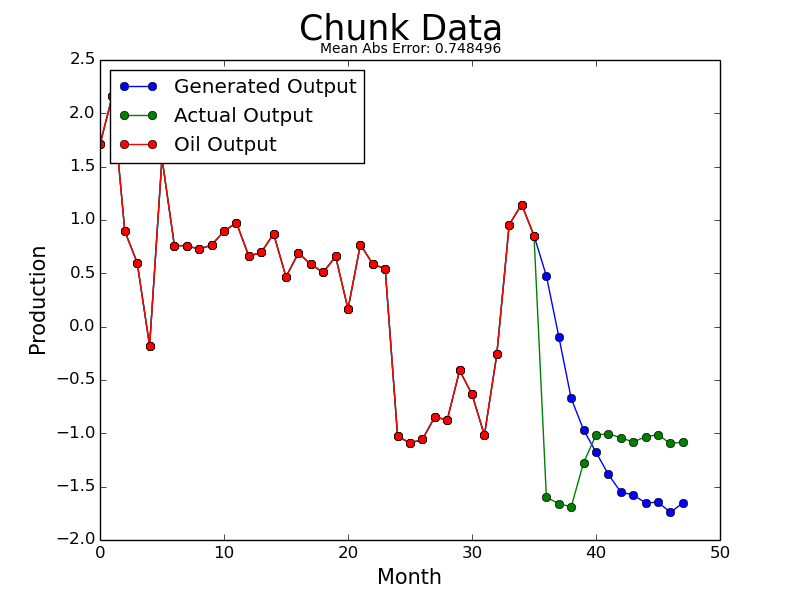 Chunk Data
Mean Abs Error: 0.748496
Generated Output
Actual Output
Oil Output
2.5
2.0
1.5
1.0
0.5
0.0
−0.5
−1.0
−1.5
−2.0
Production
0 10 20 30 40 50
Month